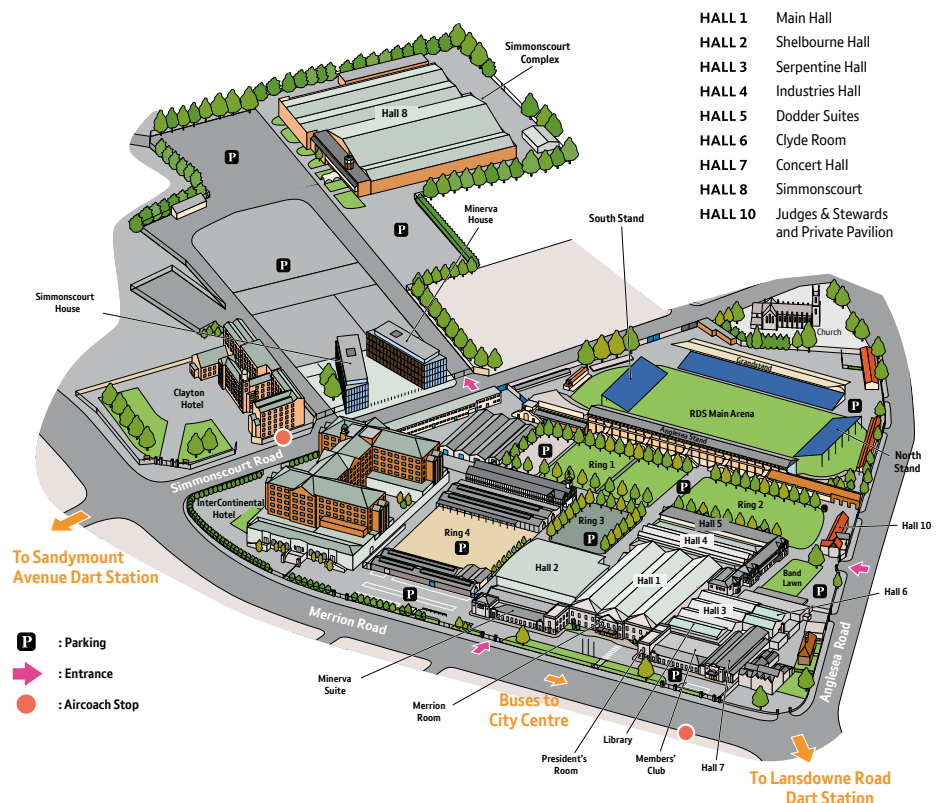 HALL 1 Main Hall
HALL 2 Shelbourne Hall
HALL 3 Serpentine Hall
HALL 4 Industries Hall
HALL 5 Dodder Suites
HALL 6 Clyde Room
HALL 7 Concert Hall
HALL 8 Simmonscourt
HALL 10 Judges & Stewards
and Private Pavilion
Simmonscourt
Complex
Hall 8
P
Minerva
House
South Stand
P
P
Simmonscourt
House
Church
Grandstand
Clayton
Hotel
RDS Main Arena
P
Anglesea Stand
North
Stand
Simmonscourt Road
P
Ring 1
InterContinental
Hotel
P
Ring 2
Ring 3
Hall 5
Hall 10
Ring 4
P
P
Hall 4
To Sandymount
Avenue Dart Station
Hall 2
Hall 1
Band
Lawn
P
Hall 6
P
Hall 3
Merrion Road
Anglesea Road
P : Parking
: Entrance
: Aircoach Stop
P
Minerva
Suite
Merrion
Room
Buses to
City Centre
President's
Room
Library
Members'
Club
Hall 7
To Lansdowne Road
Dart Station